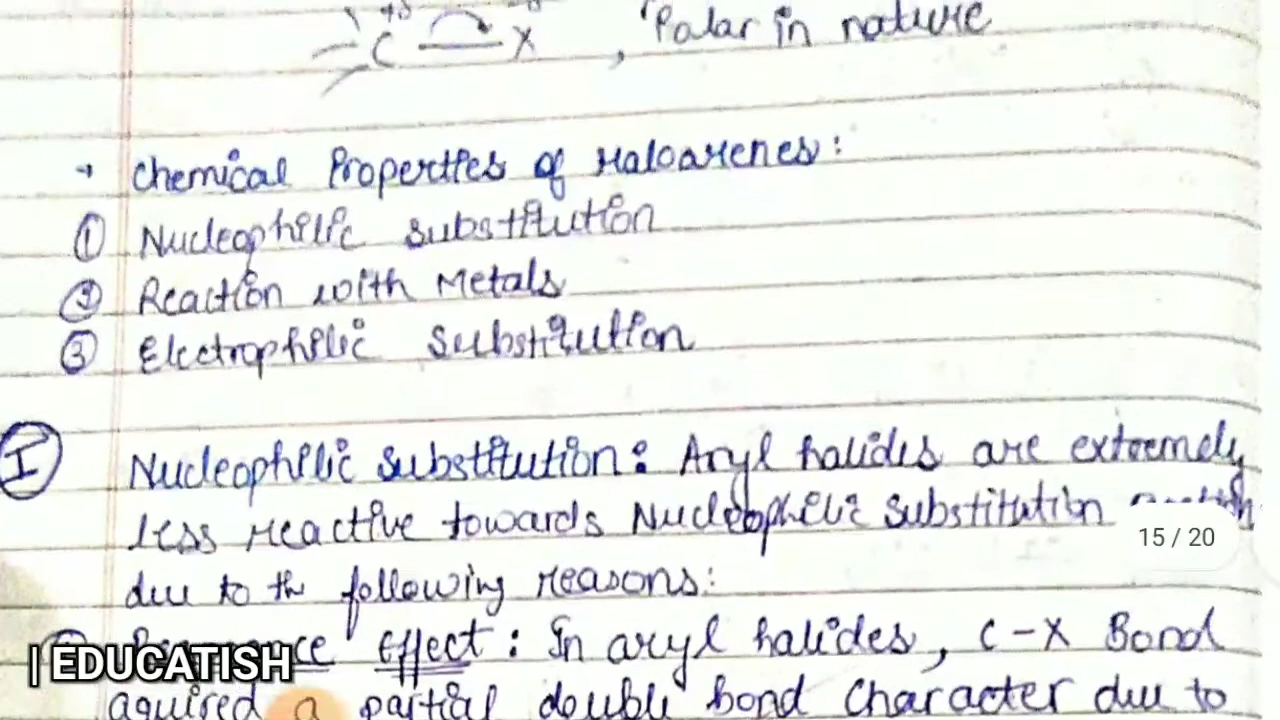 +δ
C X , Polar in nature
→ Chemical Properties of Haloarenes:
① Nucleophilic substitution
② Reaction with Metals
③ Electrophilic Substitution
I Nucleophilic substitution: Aryl halides are extremely
less reactive towards Nucleophilic substitution
15 / 20
due to the following reasons:
Resonance Effect: In aryl halides, C-X Bond
| EDUCATISH
aquired a partial double bond character due to